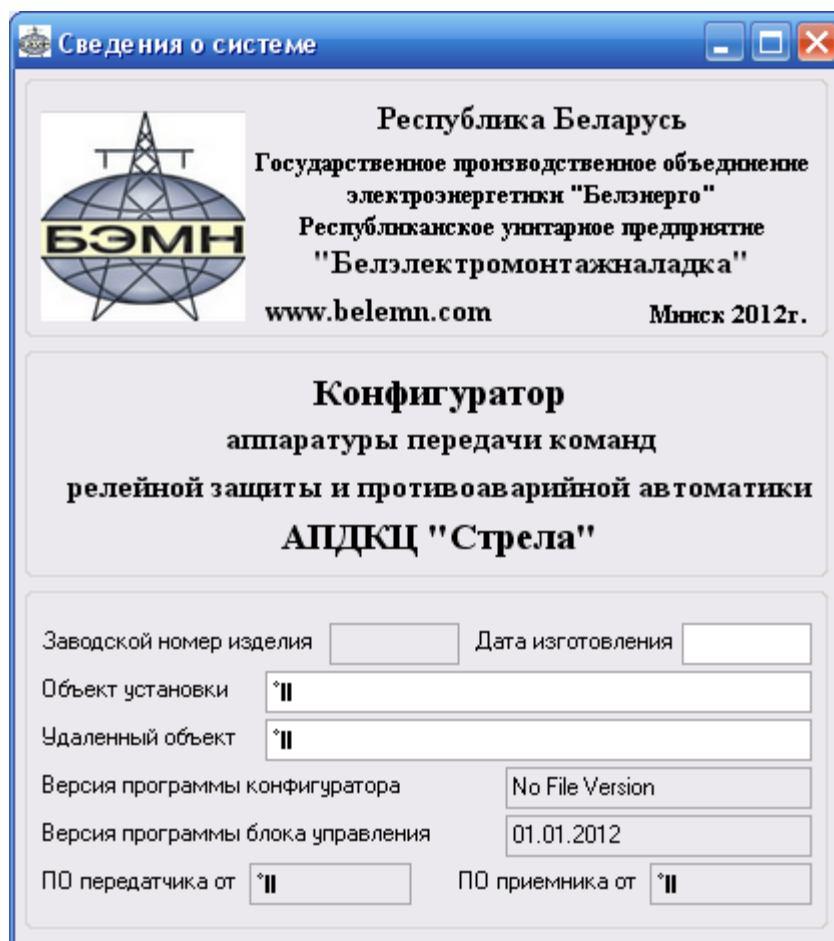 Сведения о системе
Республика Беларусь
Государственное производственное объединение
электроэнергетики "Белэнерго"
Республиканское унитарное предприятие
"Белэлектромонтажналадка"
БЭМН
www.belemn.com Минск 2012г.
Конфигуратор
аппаратуры передачи команд
релейной защиты и противоаварийной автоматики
АПДКЦ "Стрела"
Заводской номер изделия Дата изготовления
Объект установки
Удаленный объект
Версия программы конфигуратора No File Version
Версия программы блока управления 01.01.2012
ПО передатчика от ПО приемника от